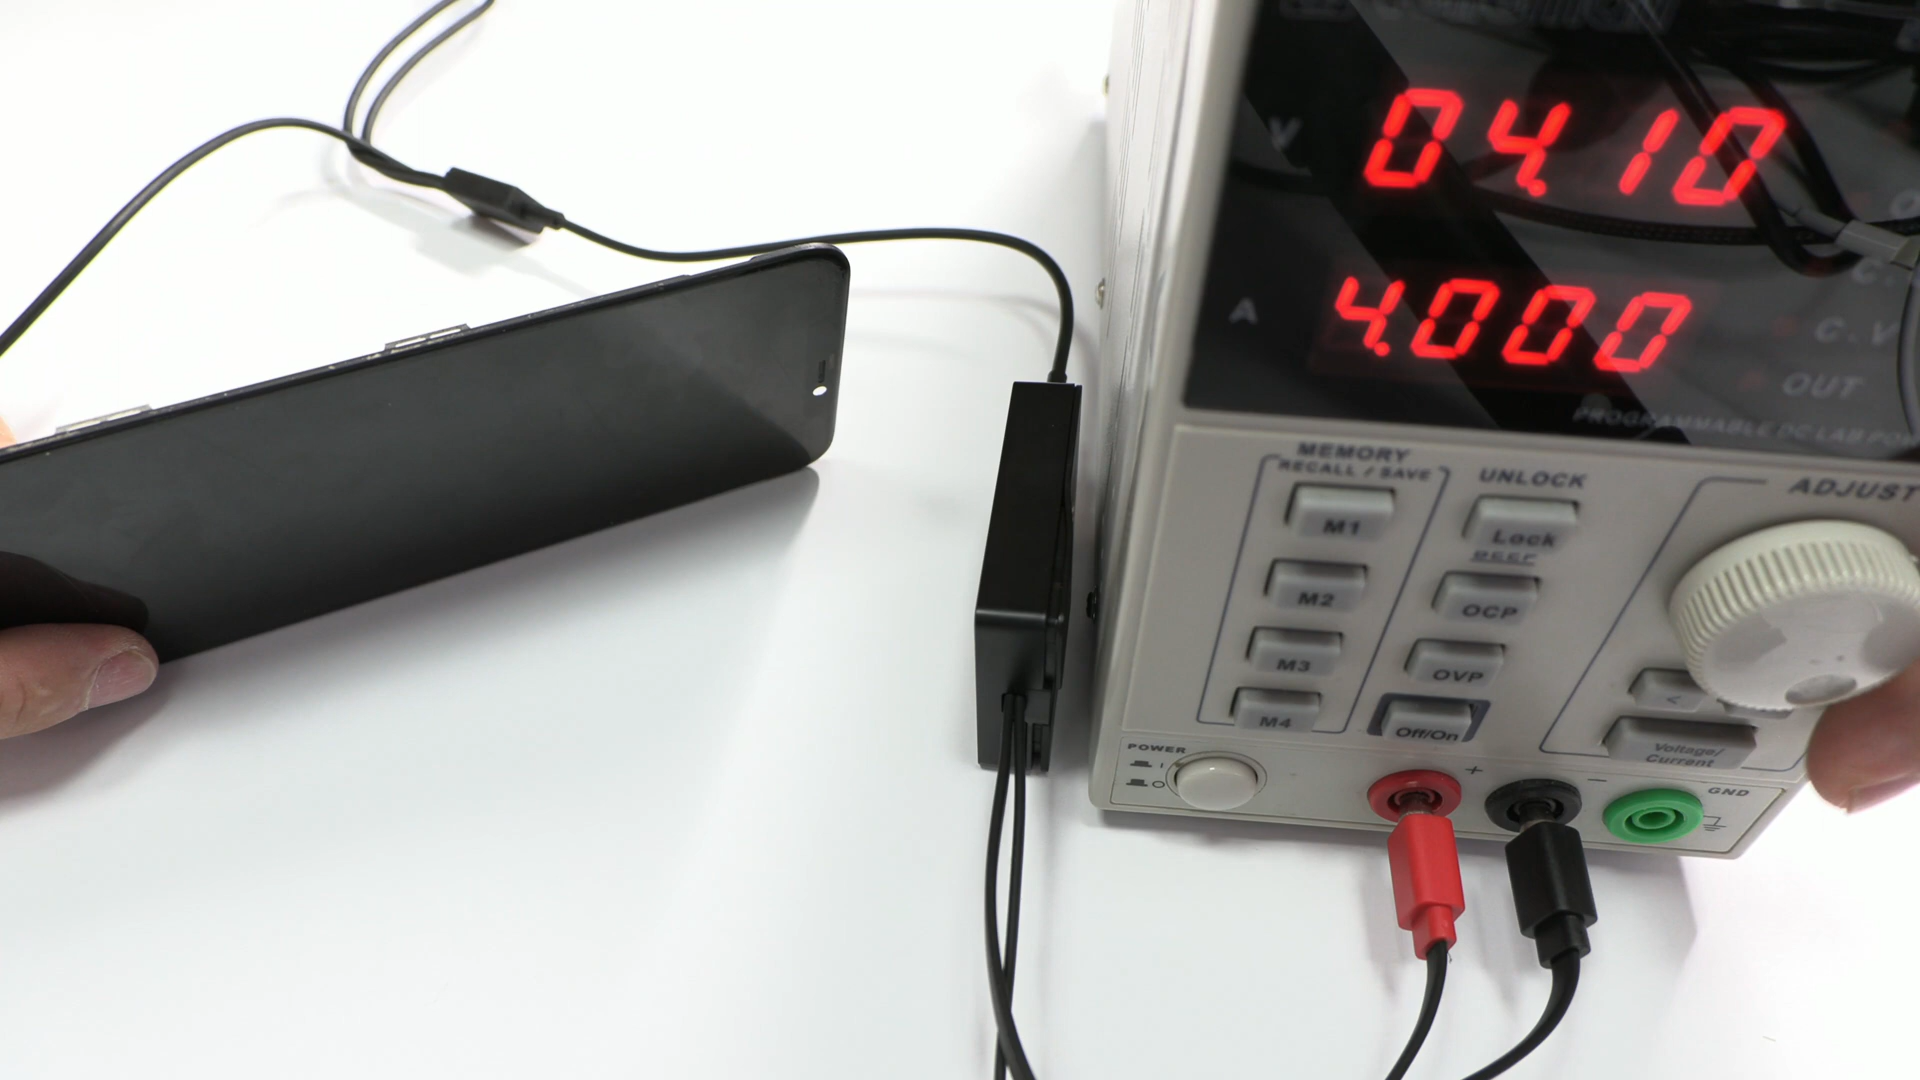 V
04.10
A
4.000
C.V
OUT
PROGRAMMABLE DC LAB
MEMORY
RECALL / SAVE
UNLOCK
ADJUST
M1
Lock
BEEP
M2
OCP
M3
OVP
<
M4
Off/On
Voltage/
Current
POWER
I
O
+
−
GND